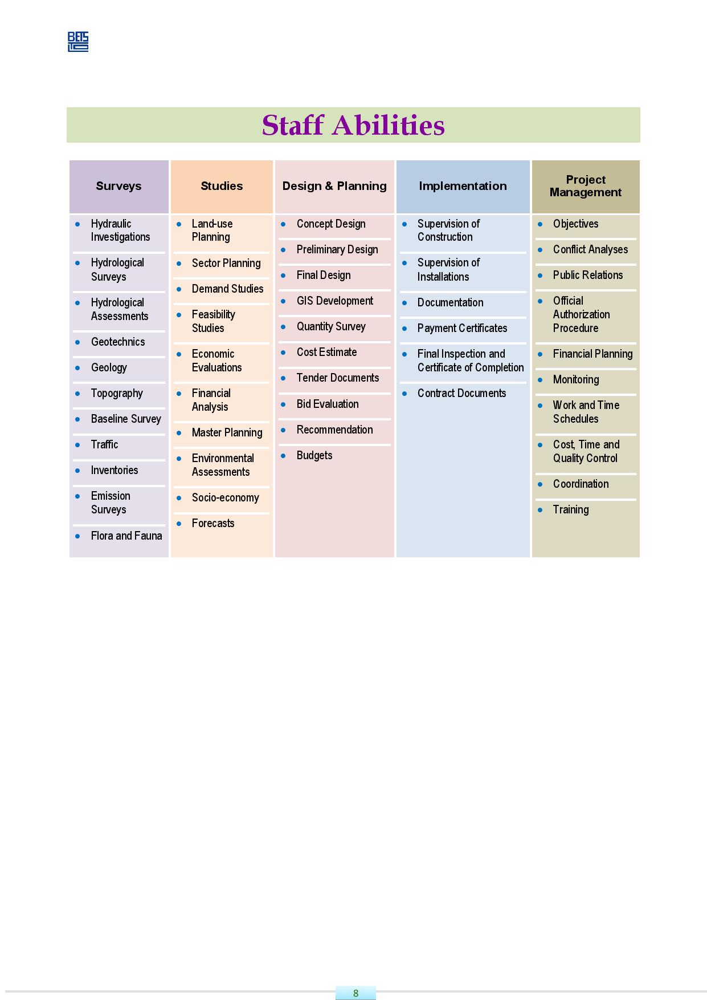 BETS
LTD
Staff Abilities
Surveys
Hydraulic
Investigations
Hydrological
Surveys
Hydrological
Assessments
Geotechnics
Geology
Topography
Baseline Survey
Traffic
Inventories
Emission
Surveys
Flora and Fauna
Studies
Land-use
Planning
Sector Planning
Demand Studies
Feasibility
Studies
Economic
Evaluations
Financial
Analysis
Master Planning
Environmental
Assessments
Socio-economy
Forecasts
Design & Planning
Concept Design
Preliminary Design
Final Design
GIS Development
Quantity Survey
Cost Estimate
Tender Documents
Bid Evaluation
Recommendation
Budgets
Implementation
Supervision of
Construction
Supervision of
Installations
Documentation
Payment Certificates
Final Inspection and
Certificate of Completion
Contract Documents
Project
Management
Objectives
Conflict Analyses
Public Relations
Official
Authorization
Procedure
Financial Planning
Monitoring
Work and Time
Schedules
Cost, Time and
Quality Control
Coordination
Training
8